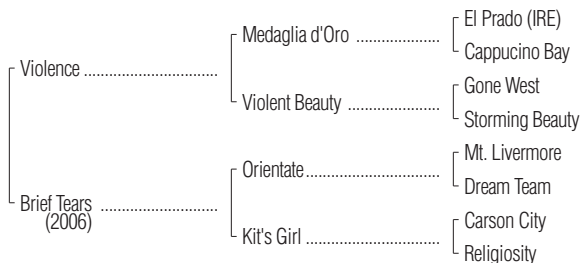 El Prado (IRE)
Medaglia d'Oro
Cappucino Bay
Violence
Gone West
Violent Beauty
Storming Beauty
Mt. Livermore
Orientate
Dream Team
Brief Tears
(2006)
Carson City
Kit's Girl
Religiosity